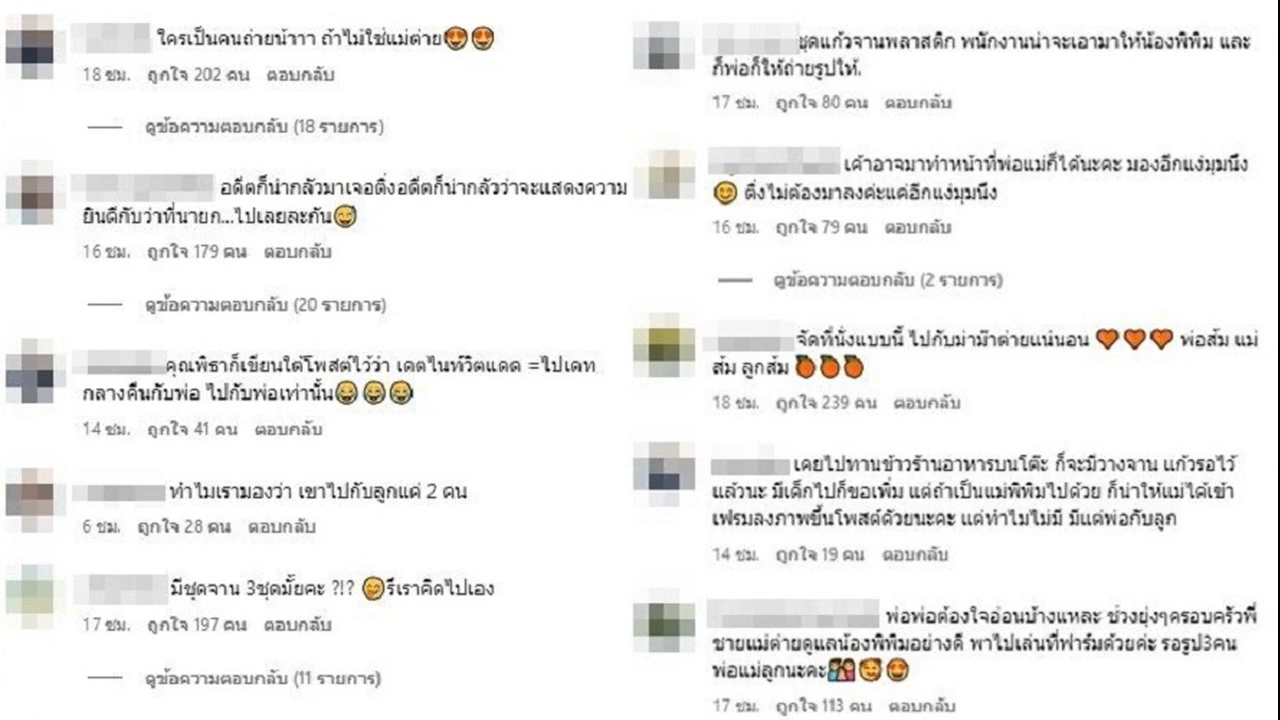 ใครเป็นคนถ่ายน้าาา ถ้าไม่ใช่แม่ต่าย😍😍
18 ชม. ถูกใจ 202 คน ตอบกลับ
ดูข้อความตอบกลับ (18 รายการ)
อดีตก็น่ากลัวมาเจอติ่งอดีตก็น่ากลัวว่าจะแสดงความ
ยินดีกับว่าที่นายก...ไปเลยละกัน😅
16 ชม. ถูกใจ 179 คน ตอบกลับ
ดูข้อความตอบกลับ (20 รายการ)
คุณพิธาก็เขียนใต้โพสต์ไว้ว่า เดตไนท์วิตแดด =ไปเดท
กลางคืนกับพ่อ ไปกับพ่อเท่านั้น😂😂😂
14 ชม. ถูกใจ 41 คน ตอบกลับ
ทำไมเรามองว่า เขาไปกับลูกแค่ 2 คน
6 ชม. ถูกใจ 28 คน ตอบกลับ
มีชุดจาน 3ชุดมั้ยคะ ?!? 🤭รึเราคิดไปเอง
17 ชม. ถูกใจ 197 คน ตอบกลับ
ดูข้อความตอบกลับ (11 รายการ)
ชุดแก้วจานพลาสติก พนักงานน่าจะเอามาให้น้องพิพิม และ
ก็พ่อก็ให้ถ่ายรูปให้.
17 ชม. ถูกใจ 80 คน ตอบกลับ
เค้าอาจมาทำหน้าที่พ่อแม่ก็ได้นะคะ มองอีกแง่มุมนึง
😊 ติ่งไม่ต้องมาลงค่ะแค่อีกแง่มุมนึง
16 ชม. ถูกใจ 79 คน ตอบกลับ
ดูข้อความตอบกลับ (2 รายการ)
จัดที่นั่งแบบนี้ ไปกับม่าม๊าต่ายแน่นอน 🧡 🧡 🧡 พ่อส้ม แม่
ส้ม ลูกส้ม 🍊🍊🍊
18 ชม. ถูกใจ 239 คน ตอบกลับ
เคยไปทานข้าวร้านอาหารบนโต๊ะ ก็จะมีวางจาน แก้วรอไว้
แล้วนะ มีเด็กไปก็ขอเพิ่ม แต่ถ้าเป็นแม่พิพิมไปด้วย ก็น่าให้แม่ได้เข้า
เฟรมลงภาพขึ้นโพสต์ด้วยนะคะ แต่ทำไมไม่มี มีแต่พ่อกับลูก
14 ชม. ถูกใจ 19 คน ตอบกลับ
พ่อพ่อต้องใจอ่อนบ้างแหละ ช่วงยุ่งๆครอบครัวพี่
ชายแม่ต่ายดูแลน้องพิพิมอย่างดี พาไปเล่นที่ฟาร์มด้วยค่ะ รอรูป3คน
พ่อแม่ลูกนะคะ👨‍👩‍👧🥰😍
17 ชม. ถูกใจ 113 คน ตอบกลับ